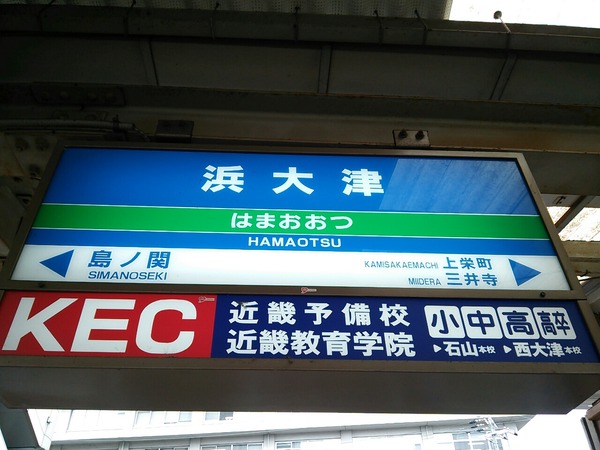 浜大津
はまおおつ
HAMAOTSU
島ノ関
SIMANOSEKI
KAMISAKAEMACHI 上栄町
MIIDERA 三井寺
KEC
近畿予備校
近畿教育学院
小中高高卒
▶石山本校 ▶西大津本校